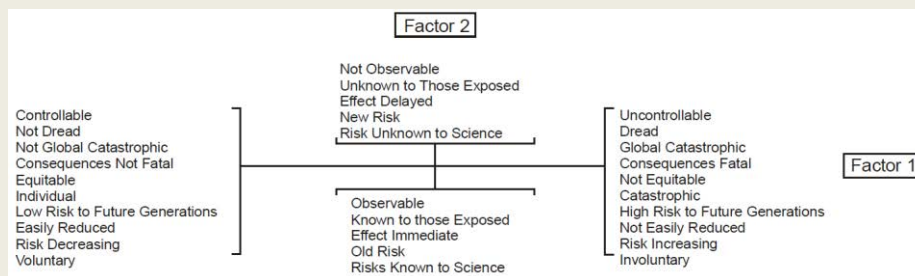 Factor 2
Not Observable
Unknown to Those Exposed
Effect Delayed
New Risk
Risk Unknown to Science
Controllable
Not Dread
Not Global Catastrophic
Consequences Not Fatal
Equitable
Individual
Low Risk to Future Generations
Easily Reduced
Risk Decreasing
Voluntary
Uncontrollable
Dread
Global Catastrophic
Consequences Fatal
Not Equitable
Catastrophic
High Risk to Future Generations
Not Easily Reduced
Risk Increasing
Involuntary
Factor 1
Observable
Known to those Exposed
Effect Immediate
Old Risk
Risks Known to Science